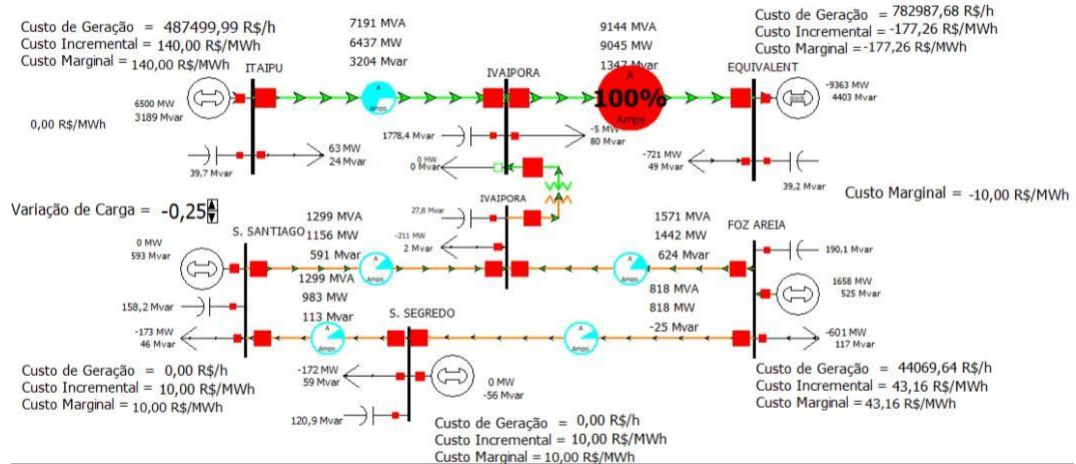 Custo de Geração = 487499,99 R$/h
Custo Incremental = 140,00 R$/MWh
Custo Marginal = 140,00 R$/MWh
7191 MVA
6437 MW
3204 Mvar
9144 MVA
9045 MW
1347 Mvar
Custo de Geração = 782987,68 R$/h
Custo Incremental = -177,26 R$/MWh
Custo Marginal = -177,26 R$/MWh
ITAIPU
IVAIPORA
EQUIVALENT
6500 MW
3189 Mvar
A
Amps
A
100%
Amps
slack
-9363 MW
4403 Mvar
0,00 R$/MWh
63 MW
24 Mvar
39,7 Mvar
1778,4 Mvar
-5 MW
80 Mvar
0 MW
0 Mvar
-721 MW
49 Mvar
39,2 Mvar
Custo Marginal = -10,00 R$/MWh
Variação de Carga = -0,25
IVAIPORA
27,8 Mvar
-211 MW
2 Mvar
1299 MVA
1156 MW
591 Mvar
1571 MVA
1442 MW
624 Mvar
S. SANTIAGO
FOZ AREIA
0 MW
593 Mvar
A
Amps
A
Amps
190,1 Mvar
1658 MW
525 Mvar
158,2 Mvar
1299 MVA
983 MW
113 Mvar
818 MVA
818 MW
-25 Mvar
S. SEGREDO
-173 MW
46 Mvar
A
Amps
A
Amps
-601 MW
117 Mvar
-172 MW
59 Mvar
0 MW
-56 Mvar
120,9 Mvar
Custo de Geração = 0,00 R$/h
Custo Incremental = 10,00 R$/MWh
Custo Marginal = 10,00 R$/MWh
Custo de Geração = 44069,64 R$/h
Custo Incremental = 43,16 R$/MWh
Custo Marginal = 43,16 R$/MWh
Custo de Geração = 0,00 R$/h
Custo Incremental = 10,00 R$/MWh
Custo Marginal = 10,00 R$/MWh